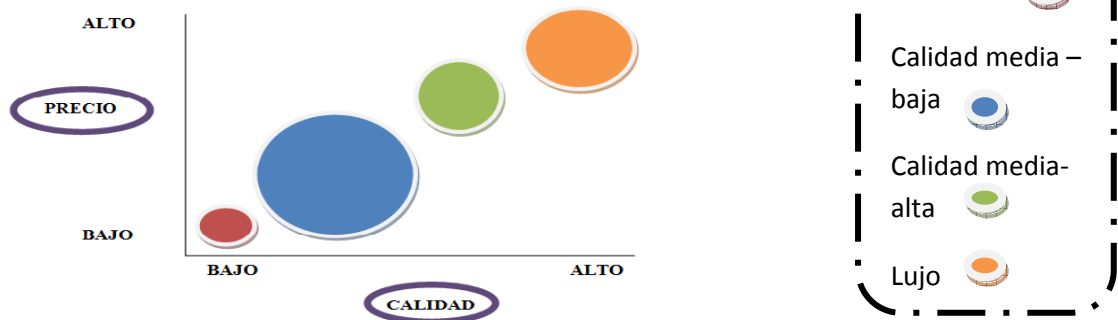 ALTO
PRECIO
BAJO
BAJO
ALTO
CALIDAD
Calidad media –
baja
Calidad media-
alta
Lujo